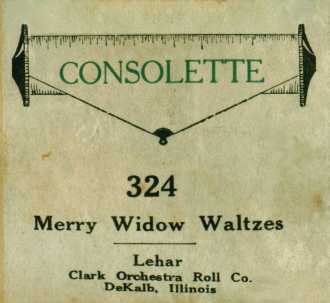 CONSOLETTE
324
Merry Widow Waltzes
Lehar
Clark Orchestra Roll Co.
DeKalb, Illinois